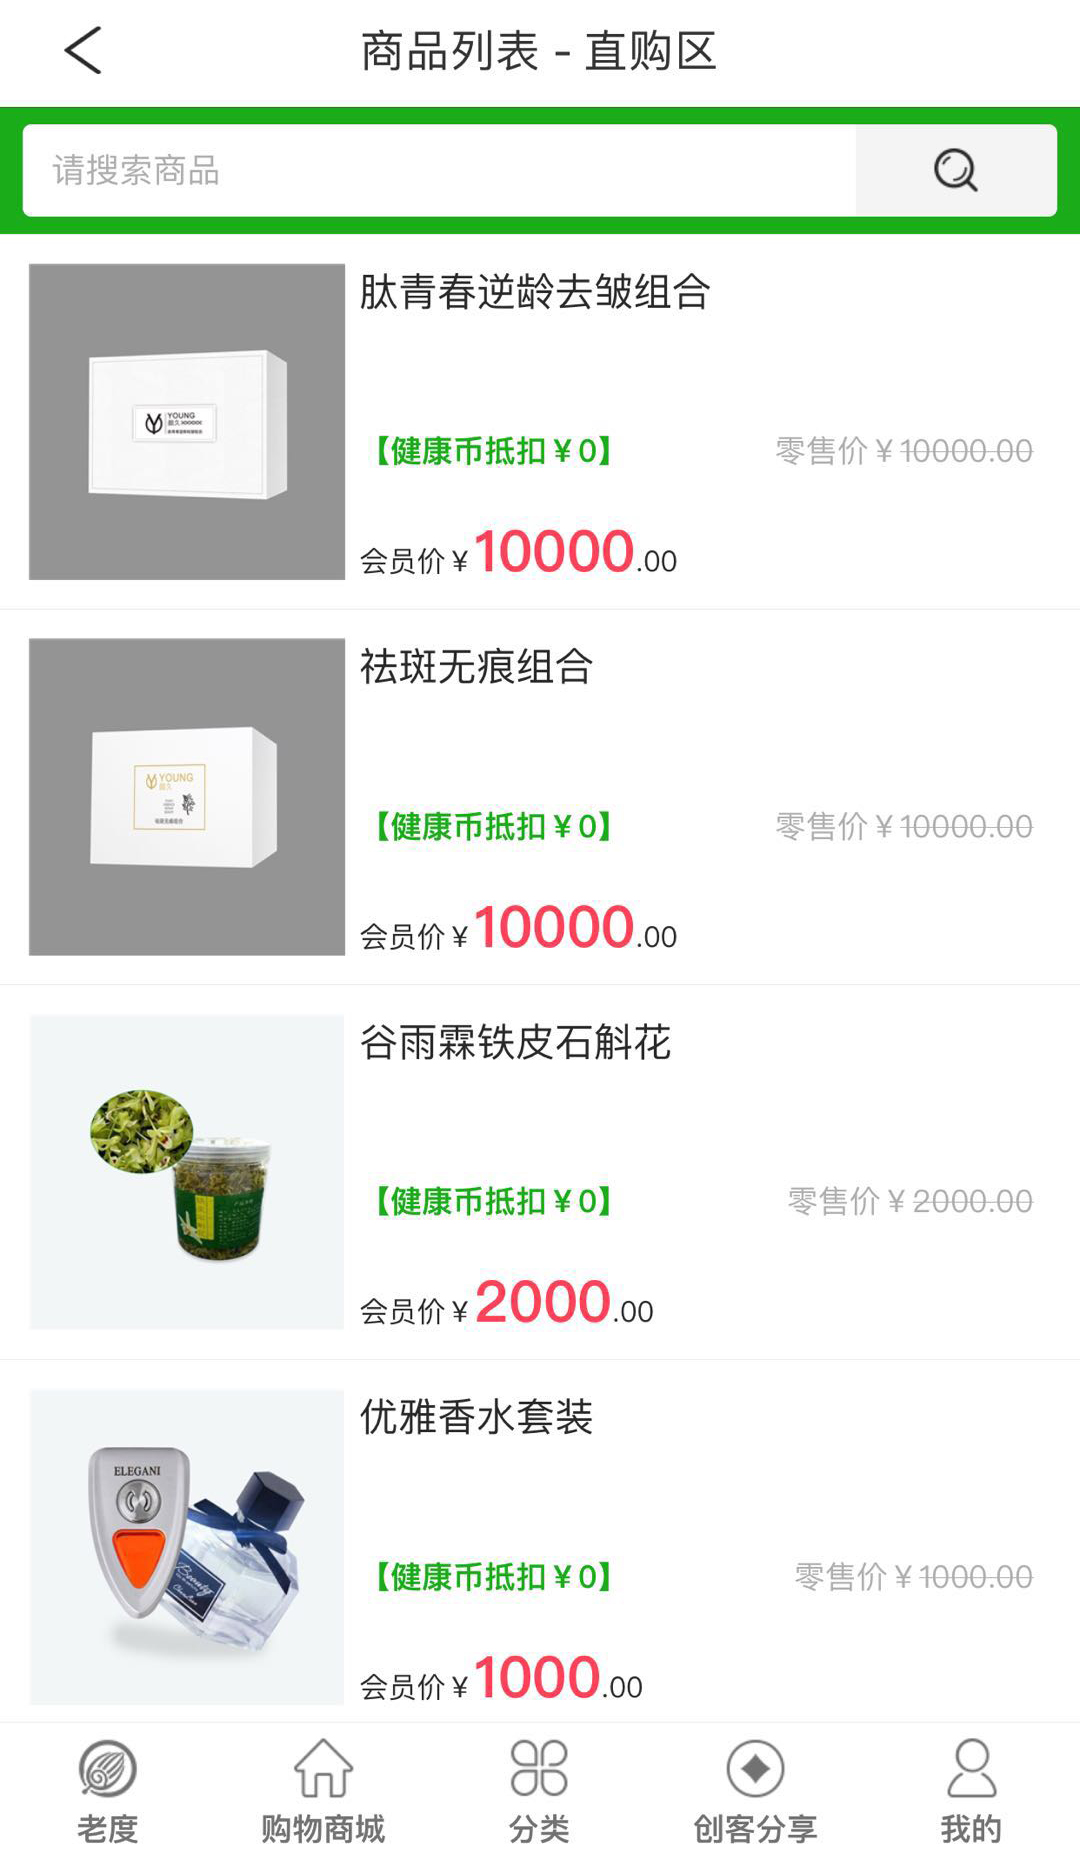 商品列表 - 直购区
请搜索商品
肽青春逆龄去皱组合
YOUNG
【健康币抵扣￥0】
零售价￥10000.00
会员价￥10000.00
祛斑无痕组合
YOUNG
【健康币抵扣￥0】
零售价￥10000.00
会员价￥10000.00
谷雨霖铁皮石斛花
【健康币抵扣￥0】
零售价￥2000.00
会员价￥2000.00
优雅香水套装
ELEGANI
Beauty
【健康币抵扣￥0】
零售价￥1000.00
会员价￥1000.00
老度
购物商城
分类
创客分享
我的